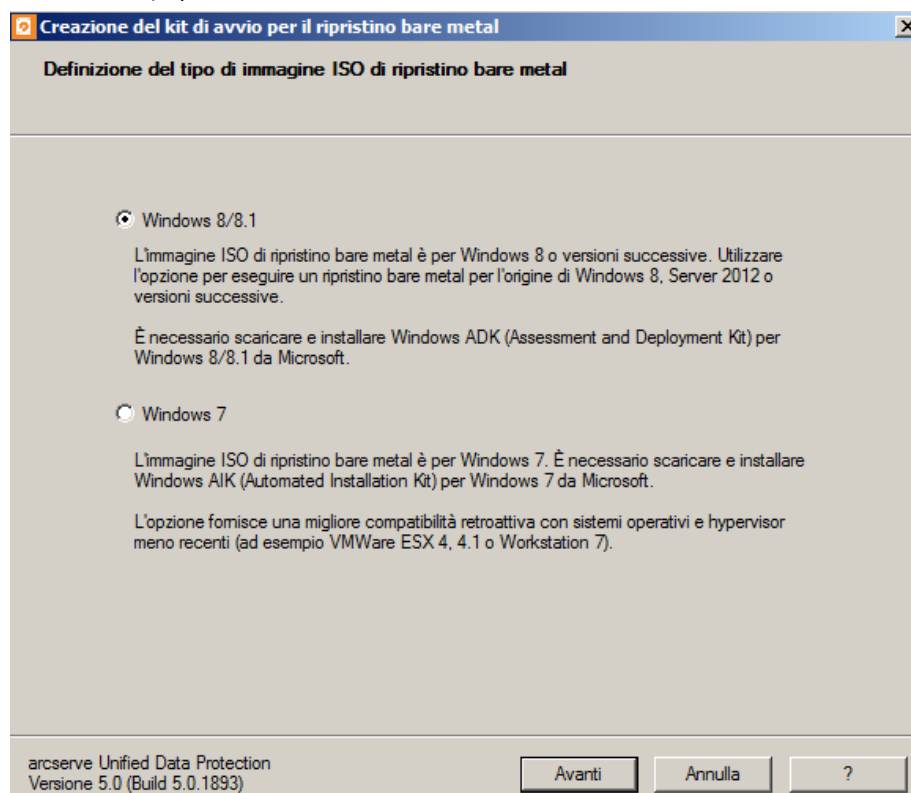 Creazione del kit di avvio per il ripristino bare metal
Definizione del tipo di immagine ISO di ripristino bare metal
Windows 8/8.1
L'immagine ISO di ripristino bare metal è per Windows 8 o versioni successive. Utilizzare
l'opzione per eseguire un ripristino bare metal per l'origine di Windows 8, Server 2012 o
versioni successive.
È necessario scaricare e installare Windows ADK (Assessment and Deployment Kit) per
Windows 8/8.1 da Microsoft.
Windows 7
L'immagine ISO di ripristino bare metal è per Windows 7. È necessario scaricare e installare
Windows AIK (Automated Installation Kit) per Windows 7 da Microsoft.
L'opzione fornisce una migliore compatibilità retroattiva con sistemi operativi e hypervisor
meno recenti (ad esempio VMWare ESX 4, 4.1 o Workstation 7).
arcserve Unified Data Protection
Versione 5.0 (Build 5.0.1893)
Avanti
Annulla
?